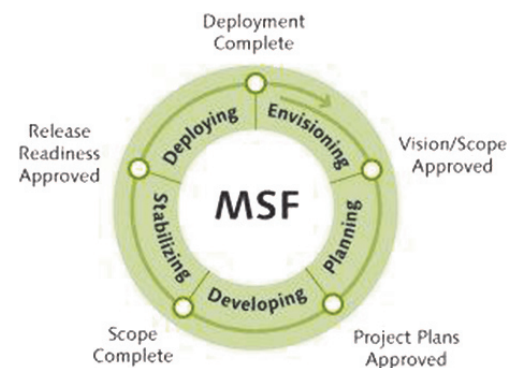 Deployment
Complete
Deploying
Envisioning
Release
Readiness
Approved
Vision/Scope
Approved
MSF
Stabilizing
Planning
Developing
Scope
Complete
Project Plans
Approved